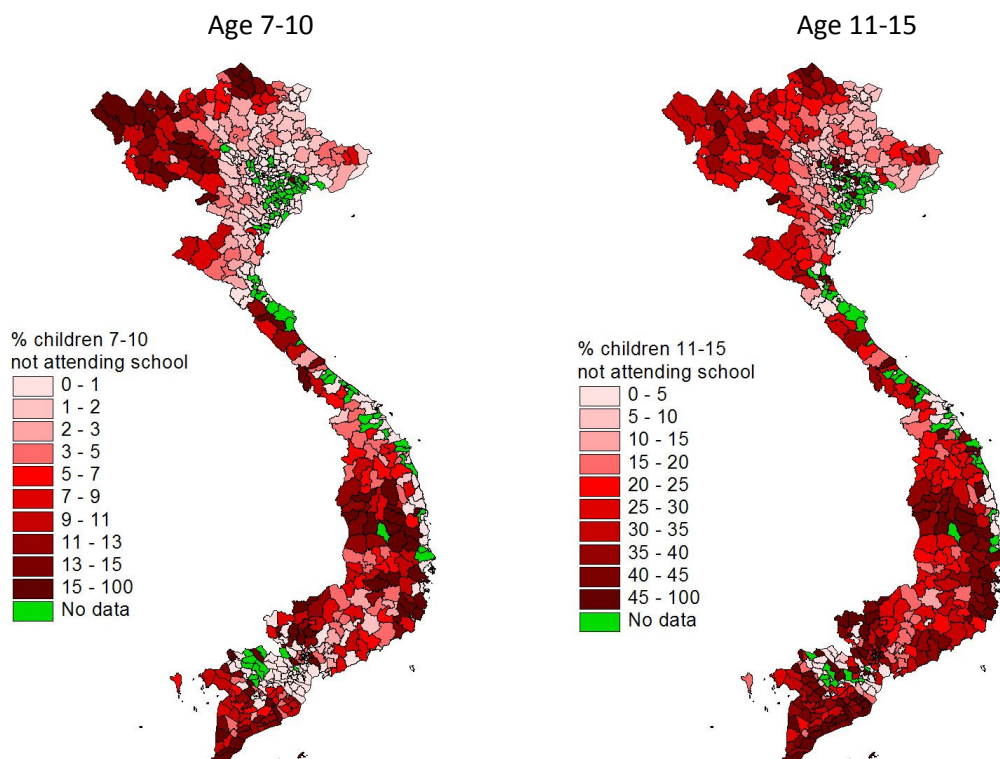 Age 7-10
Age 11-15
% children 7-10
not attending school
0 - 1
1 - 2
2 - 3
3 - 5
5 - 7
7 - 9
9 - 11
11 - 13
13 - 15
15 - 100
No data
% children 11-15
not attending school
0 - 5
5 - 10
10 - 15
15 - 20
20 - 25
25 - 30
30 - 35
35 - 40
40 - 45
45 - 100
No data